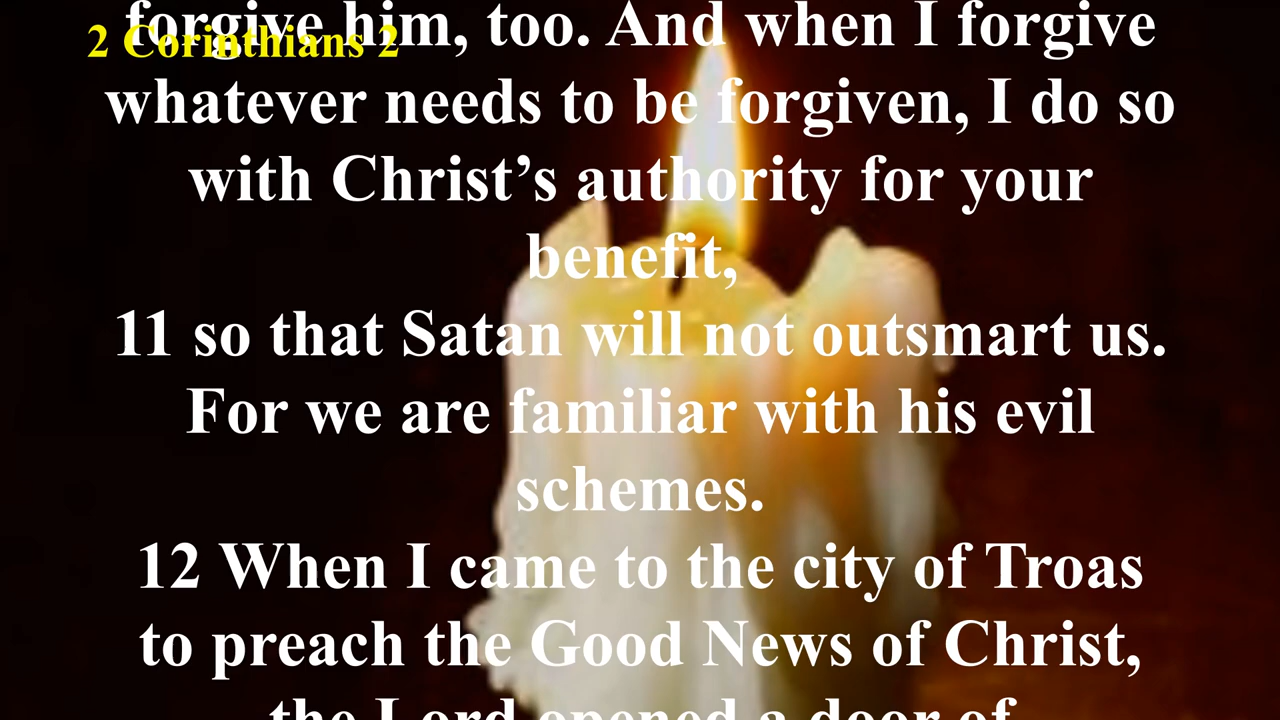 2 Corinthians 2
forgive him, too. And when I forgive
whatever needs to be forgiven, I do so
with Christ’s authority for your
benefit,
11 so that Satan will not outsmart us.
For we are familiar with his evil
schemes.
12 When I came to the city of Troas
to preach the Good News of Christ,
the Lord opened a door of